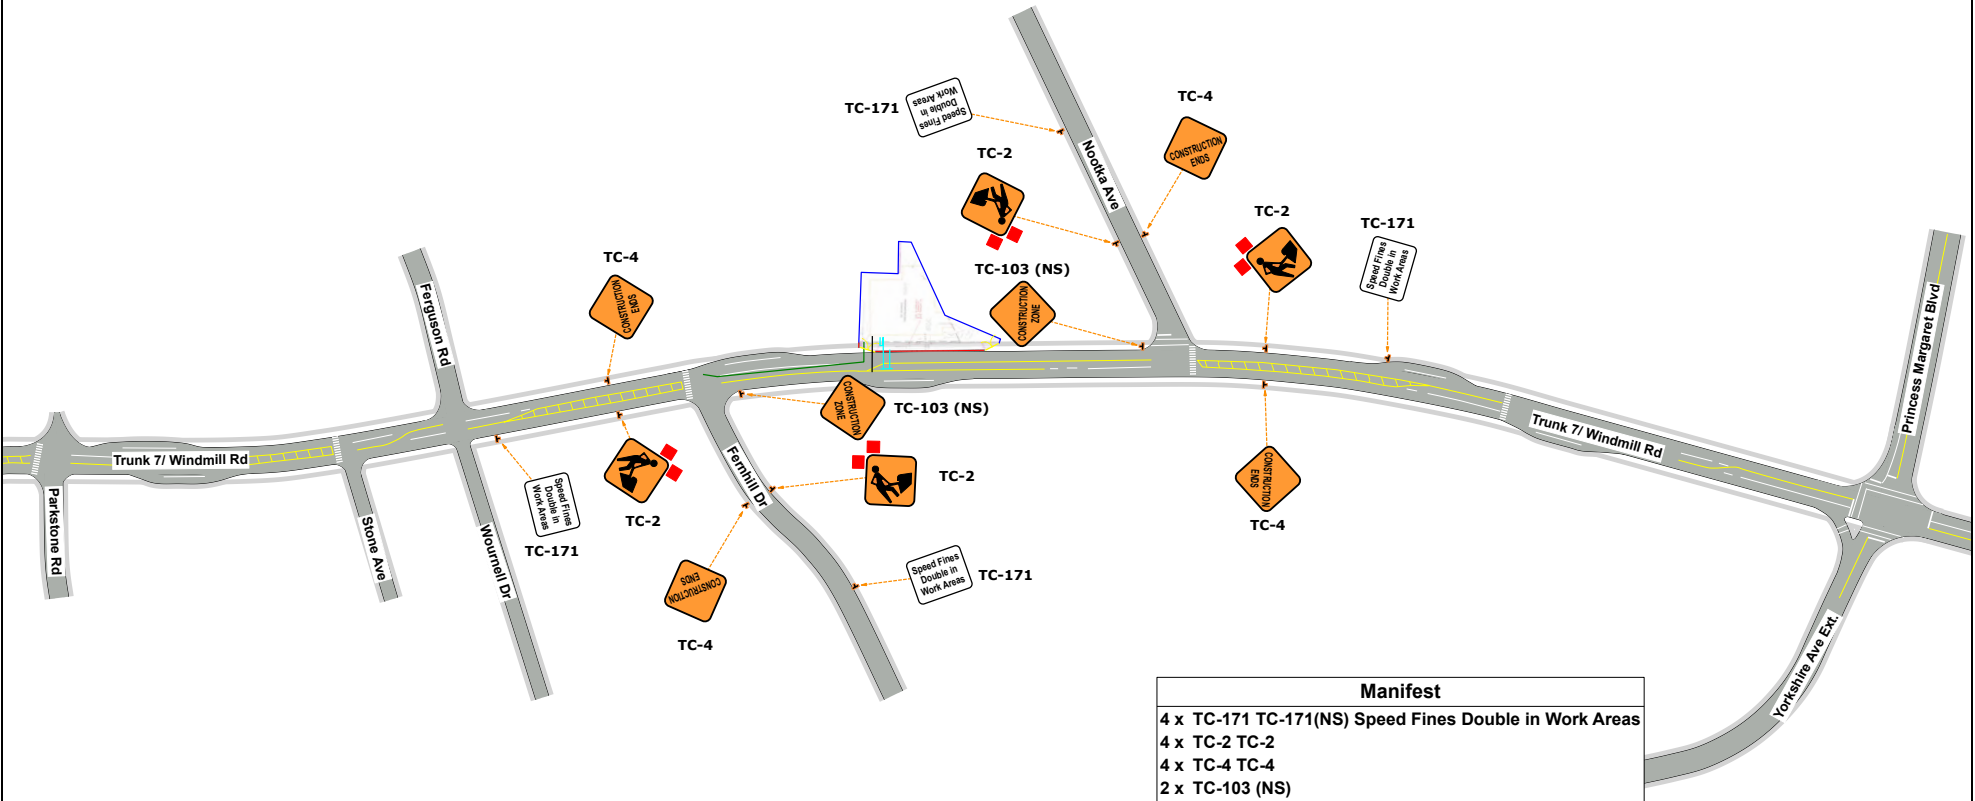 TC-171
Speed Fines
Double in
Work Areas
TC-4
CONSTRUCTION
ENDS
TC-2
Nootka Ave
TC-2
TC-171
Speed Fines
Double in
Work Areas
TC-4
CONSTRUCTION
ENDS
TC-103 (NS)
CONSTRUCTION
ZONE
Ferguson Rd
Princess Margaret Blvd
CONSTRUCTION
ZONE
TC-103 (NS)
Trunk 7/ Windmill Rd
Trunk 7/ Windmill Rd
Parkstone Rd
Stone Ave
Wournell Dr
Speed Fines
Double in
Work Areas
TC-171
TC-2
Fernhill Dr
TC-2
CONSTRUCTION
ENDS
TC-4
CONSTRUCTION
ENDS
TC-4
Speed Fines
Double in
Work Areas
TC-171
Yorkshire Ave Ext.
Manifest
4 x TC-171 TC-171(NS) Speed Fines Double in Work Areas
4 x TC-2 TC-2
4 x TC-4 TC-4
2 x TC-103 (NS)